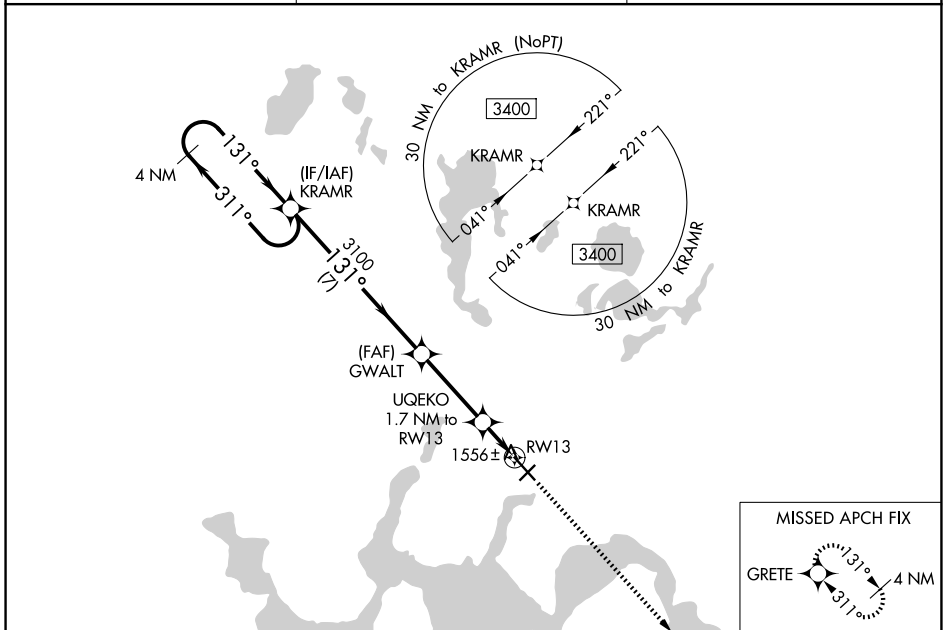 30 NM to KRAMR (NoPT)
3400
221°
KRAMR
041°
221°
KRAMR
041°
3400
30 NM to KRAMR
131°
4 NM
311°
(IF/IAF)
KRAMR
3100
131°
(7)
(FAF)
GWALT
UQEKO
1.7 NM to
RW13
1556±
RW13
MISSED APCH FIX
GRETE
131°
4 NM
311°